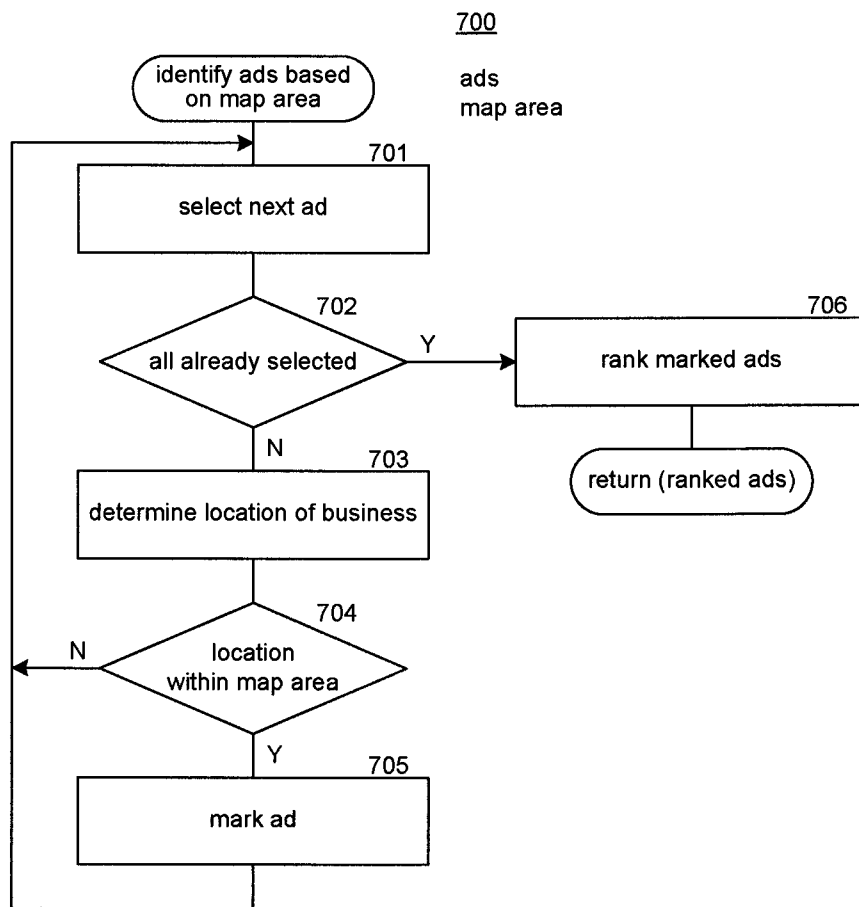 700
ads
map area
identify ads based
on map area
701
select next ad
702
all already selected
Y
N
706
rank marked ads
return (ranked ads)
703
determine location of business
704
location
within map area
N
Y
705
mark ad